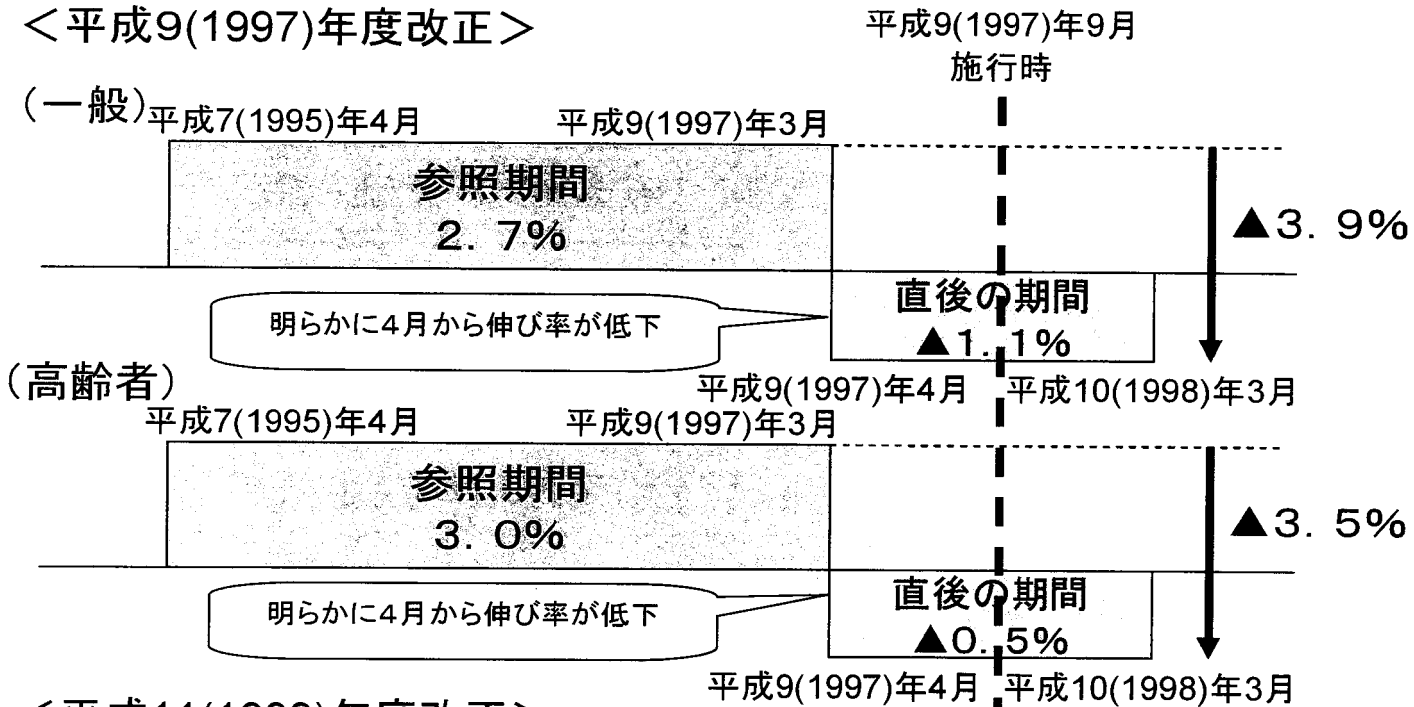 ＜平成9(1997)年度改正＞
平成9(1997)年9月
施行時
(一般)
平成7(1995)年4月
平成9(1997)年3月
参照期間
2．7%
▲3．9%
明らかに4月から伸び率が低下
直後の期間
▲1．1%
平成9(1997)年4月
平成10(1998)年3月
(高齢者)
平成7(1995)年4月
平成9(1997)年3月
参照期間
3．0%
▲3．5%
明らかに4月から伸び率が低下
直後の期間
▲0．5%
平成9(1997)年4月
平成10(1998)年3月